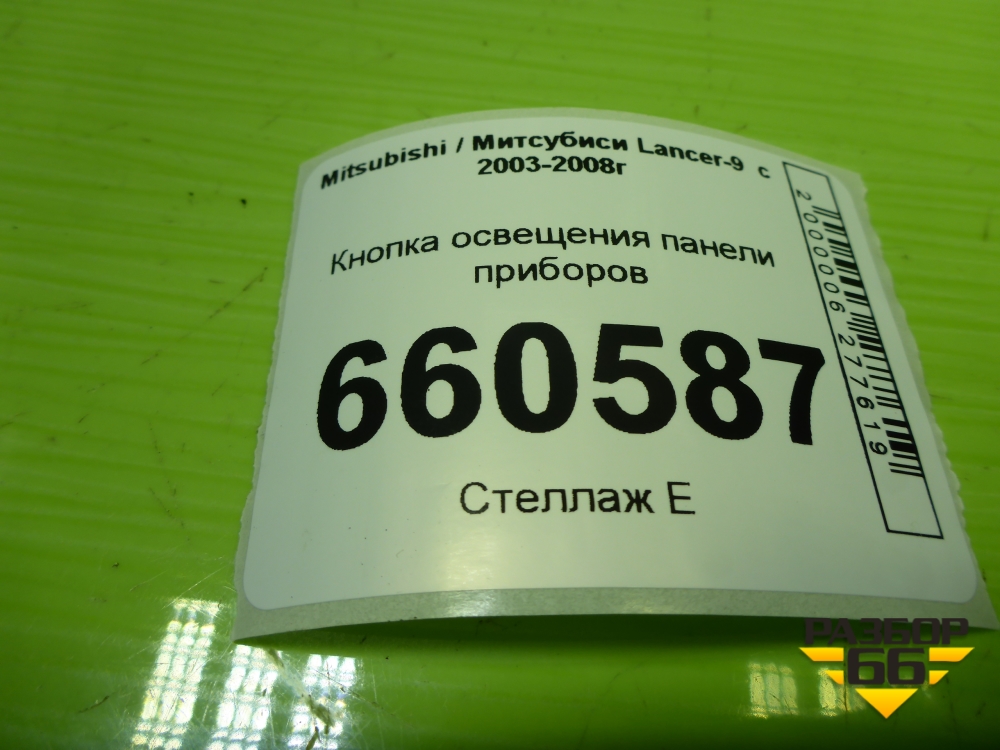 Mitsubishi / Митсубиси Lancer-9 с
2003-2008г
Кнопка освещения панели
приборов
660587
Стеллаж E
2000006277619
РАЗБОР
66